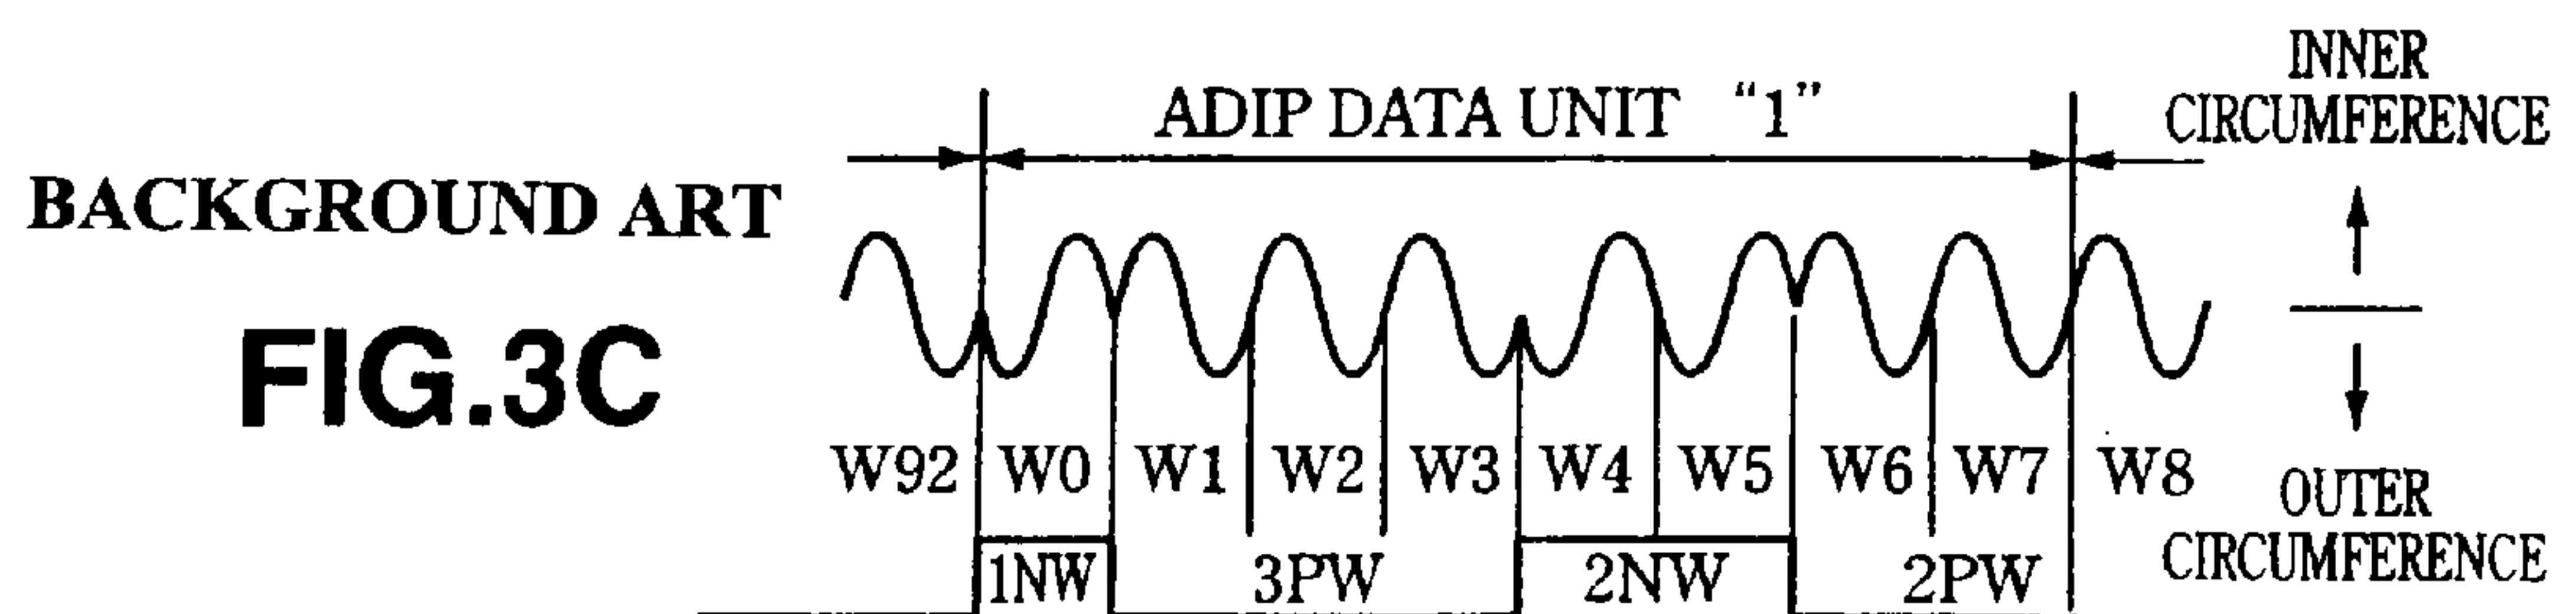 INNER
CIRCUMFERENCE
ADIP DATA UNIT “1”
BACKGROUND ART
FIG.3C
W92 W0 W1 W2 W3 W4 W5 W6 W7 W8
OUTER
CIRCUMFERENCE
1NW 3PW 2NW 2PW